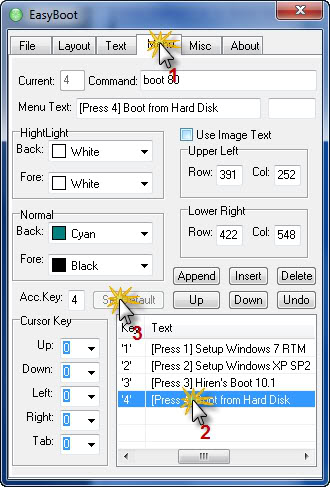 EasyBoot
File Layout Text Misc About
1
Current: 4 Command: boot 80
Menu Text: [Press 4] Boot from Hard Disk
HightLight
Back: White
Fore: White
Use Image Text
Upper Left
Row: 391 Col: 252
Normal
Back: Cyan
Fore: Black
Lower Right
Row: 422 Col: 548
Append Insert Delete
Acc.Key: 4 Up Down Undo
3
Cursor Key
Up: 0
Down: 0
Left: 0
Right: 0
Tab: 0
Key Text
'1' [Press 1] Setup Windows 7 RTM
'2' [Press 2] Setup Windows XP SP2
'3' [Press 3] Hiren's Boot 10.1
'4' [Press Boot from Hard Disk
2